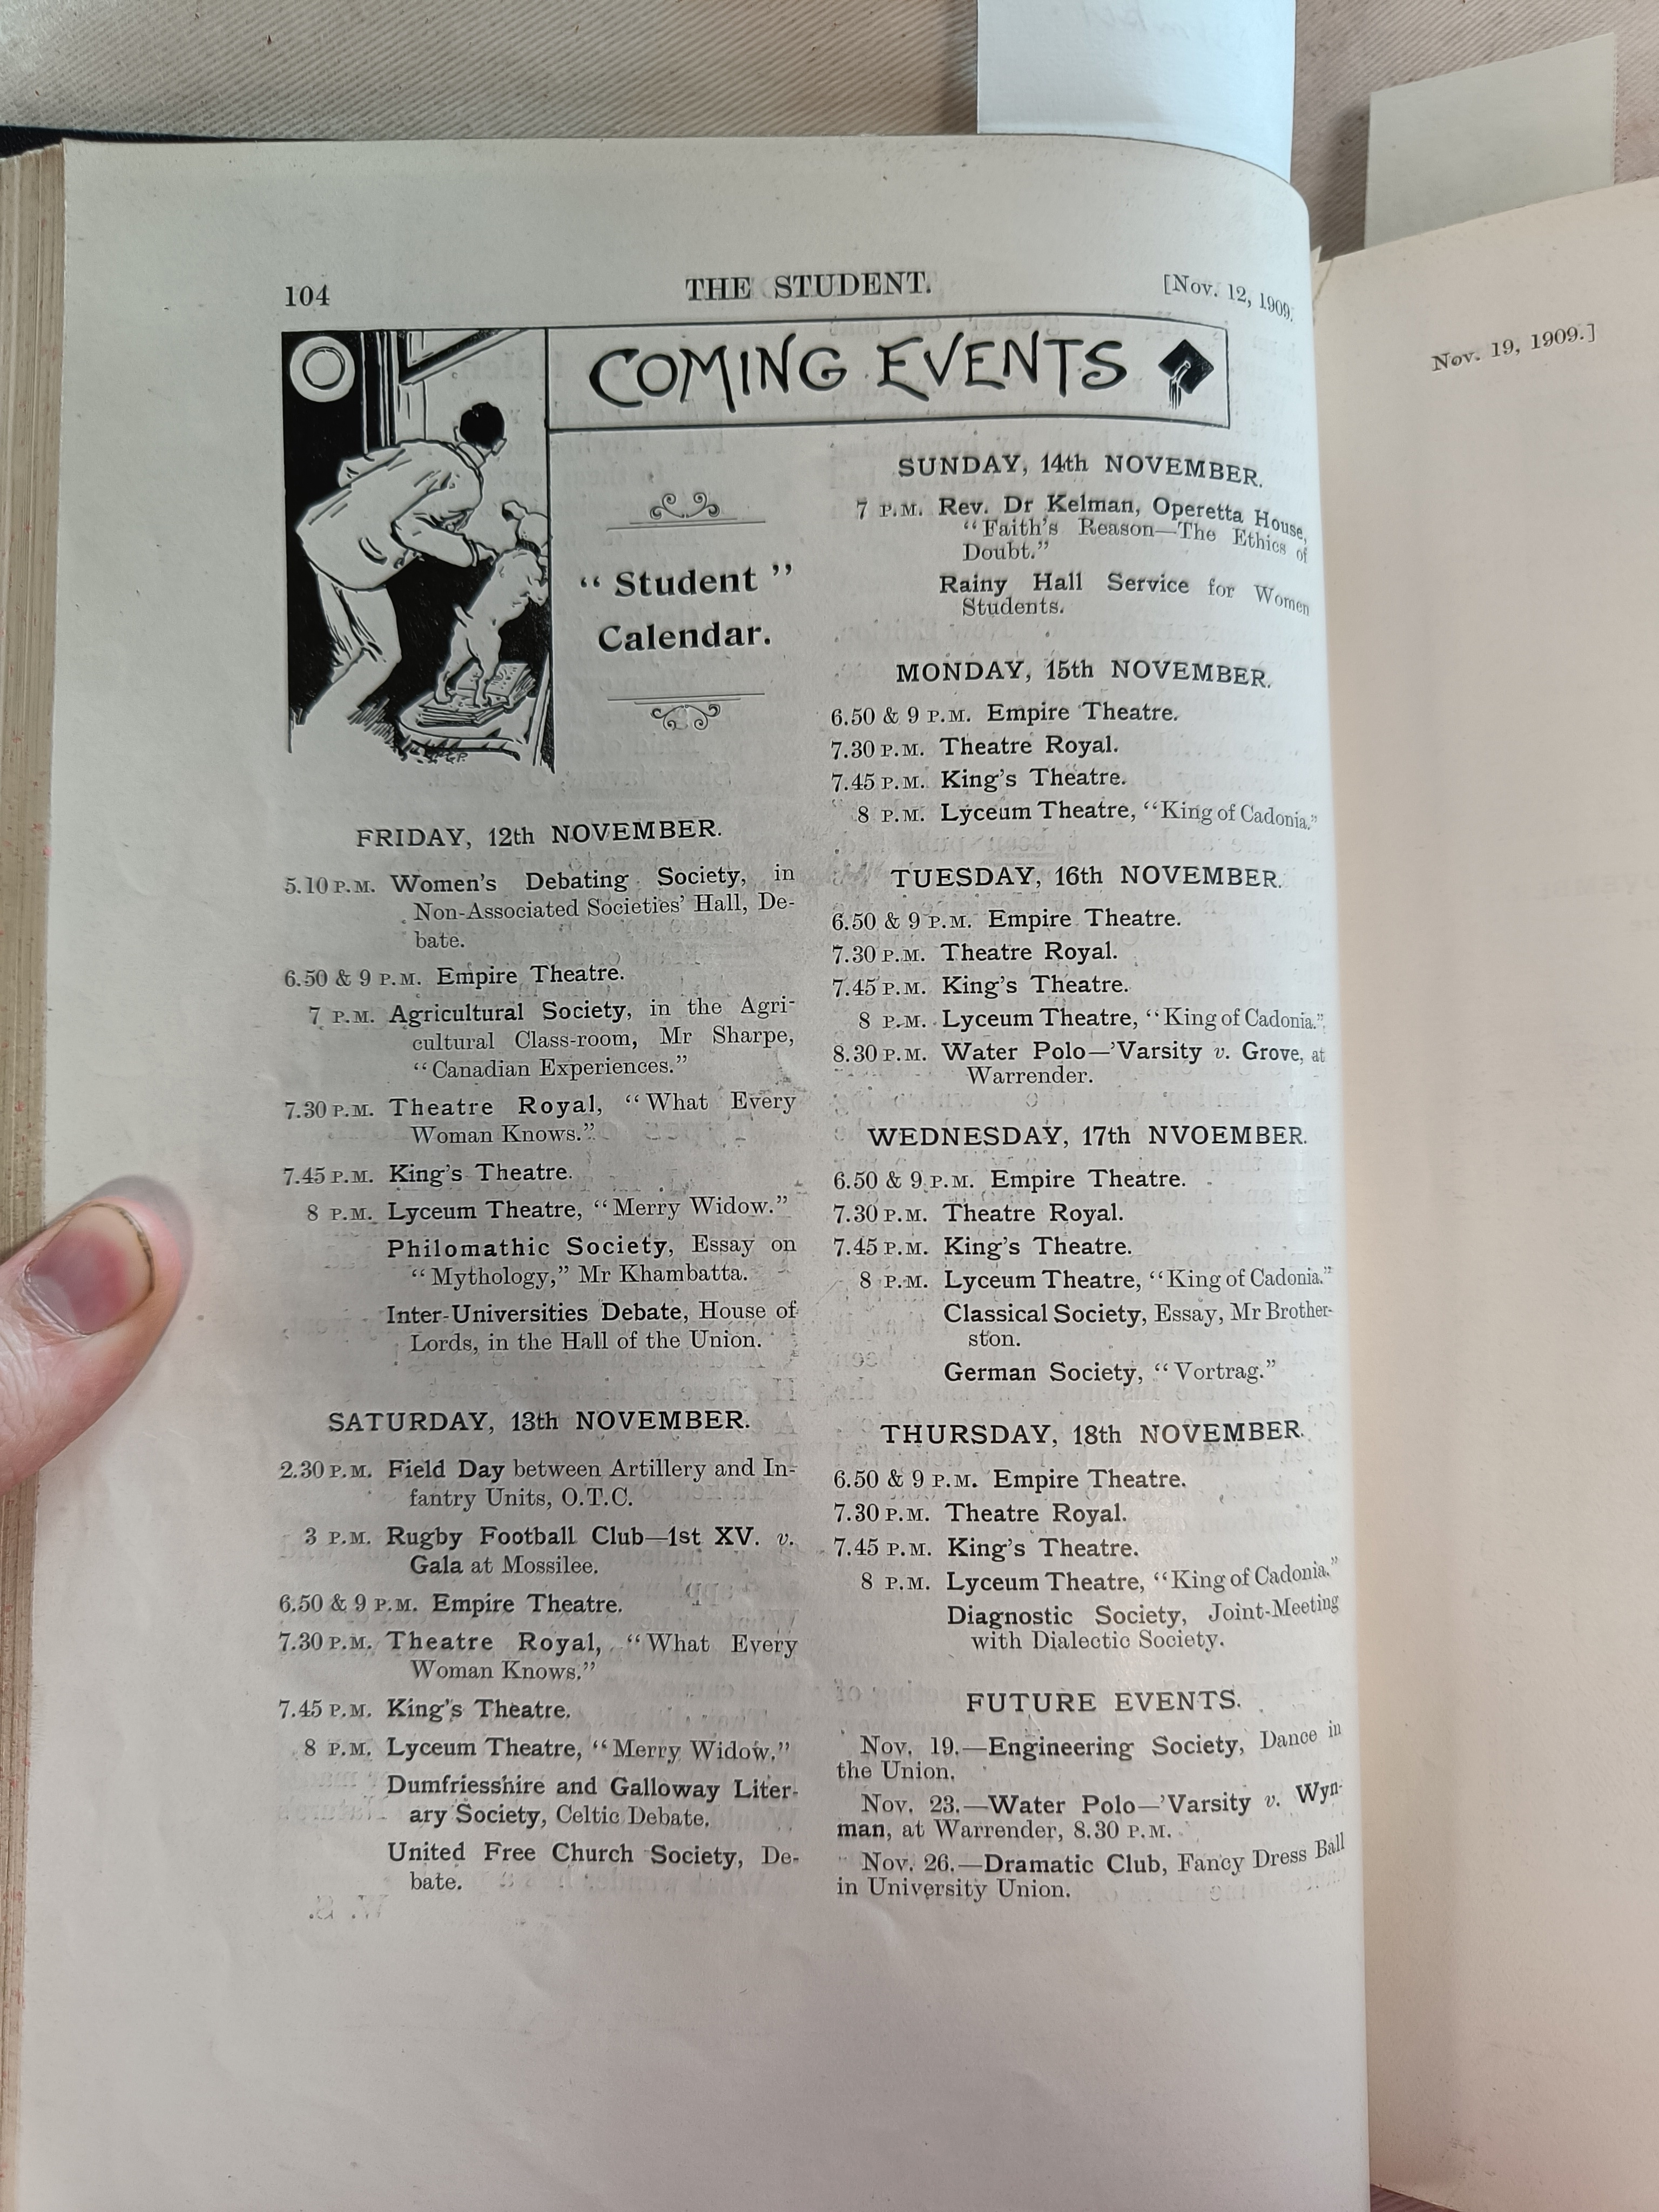 104
THE STUDENT.
[Nov. 12, 1909.
COMING EVENTS
"Student"
Calendar.
FRIDAY, 12th NOVEMBER.
5.10 P.M. Women's Debating Society, in
Non-Associated Societies' Hall, De-
bate.
6.50 & 9 P.M. Empire Theatre.
7 P.M. Agricultural Society, in the Agri-
cultural Class-room, Mr Sharpe,
"Canadian Experiences."
7.30 P.M. Theatre Royal, "What Every
Woman Knows."
7.45 P.M. King's Theatre.
8 P.M. Lyceum Theatre, "Merry Widow."
Philomathic Society, Essay on
"Mythology," Mr Khambatta.
Inter-Universities Debate, House of
Lords, in the Hall of the Union.
SATURDAY, 13th NOVEMBER.
2.30 P.M. Field Day between Artillery and In-
fantry Units, O.T.C.
3 P.M. Rugby Football Club—1st XV. v.
Gala at Mossilee.
6.50 & 9 P.M. Empire Theatre.
7.30 P.M. Theatre Royal, "What Every
Woman Knows."
7.45 P.M. King's Theatre.
8 P.M. Lyceum Theatre, "Merry Widow."
Dumfriesshire and Galloway Liter-
ary Society, Celtic Debate.
United Free Church Society, De-
bate.
SUNDAY, 14th NOVEMBER.
7 P.M. Rev. Dr Kelman, Operetta House,
"Faith's Reason—The Ethics of
Doubt."
Rainy Hall Service for Women
Students.
MONDAY, 15th NOVEMBER.
6.50 & 9 P.M. Empire Theatre.
7.30 P.M. Theatre Royal.
7.45 P.M. King's Theatre.
8 P.M. Lyceum Theatre, "King of Cadonia."
TUESDAY, 16th NOVEMBER.
6.50 & 9 P.M. Empire Theatre.
7.30 P.M. Theatre Royal.
7.45 P.M. King's Theatre.
8 P.M. Lyceum Theatre, "King of Cadonia."
8.30 P.M. Water Polo—'Varsity v. Grove, at
Warrender.
WEDNESDAY, 17th NVOEMBER.
6.50 & 9 P.M. Empire Theatre.
7.30 P.M. Theatre Royal.
7.45 P.M. King's Theatre.
8 P.M. Lyceum Theatre, "King of Cadonia."
Classical Society, Essay, Mr Brother-
ston.
German Society, "Vortrag."
THURSDAY, 18th NOVEMBER.
6.50 & 9 P.M. Empire Theatre.
7.30 P.M. Theatre Royal.
7.45 P.M. King's Theatre.
8 P.M. Lyceum Theatre, "King of Cadonia."
Diagnostic Society, Joint-Meeting
with Dialectic Society.
FUTURE EVENTS.
Nov. 19.—Engineering Society, Dance in
the Union.
Nov. 23.—Water Polo—'Varsity v. Wyn-
man, at Warrender, 8.30 P.M.
Nov. 26.—Dramatic Club, Fancy Dress Ball
in University Union.
Nov. 19, 1909.]